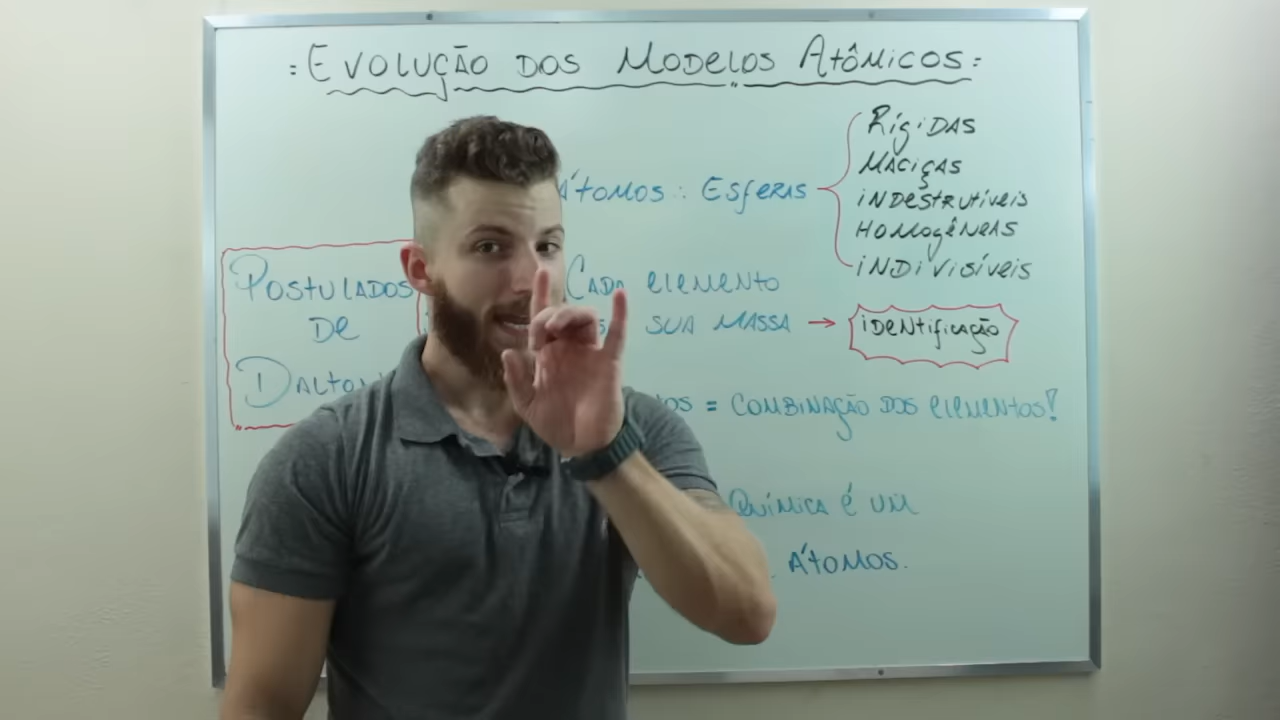 : Evolução dos Modelos Atômicos :
Rígidas
Maciças
Átomos : Esferas
indestrutíveis
Homogêneas
indivisíveis
Postulados
Cada elemento
De
sua massa → identificação
Dalton
= combinação dos elementos!
Química é um
Átomos.